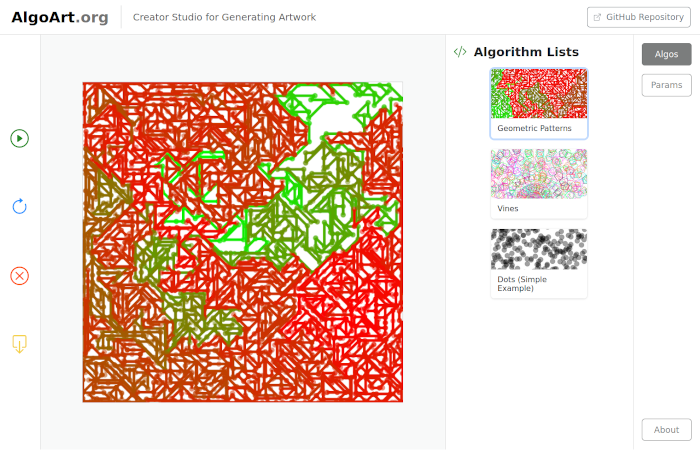 AlgoArt.org
Creator Studio for Generating Artwork
GitHub Repository
Algorithm Lists
Geometric Patterns
Vines
Dots (Simple
Example)
Algos
Params
About